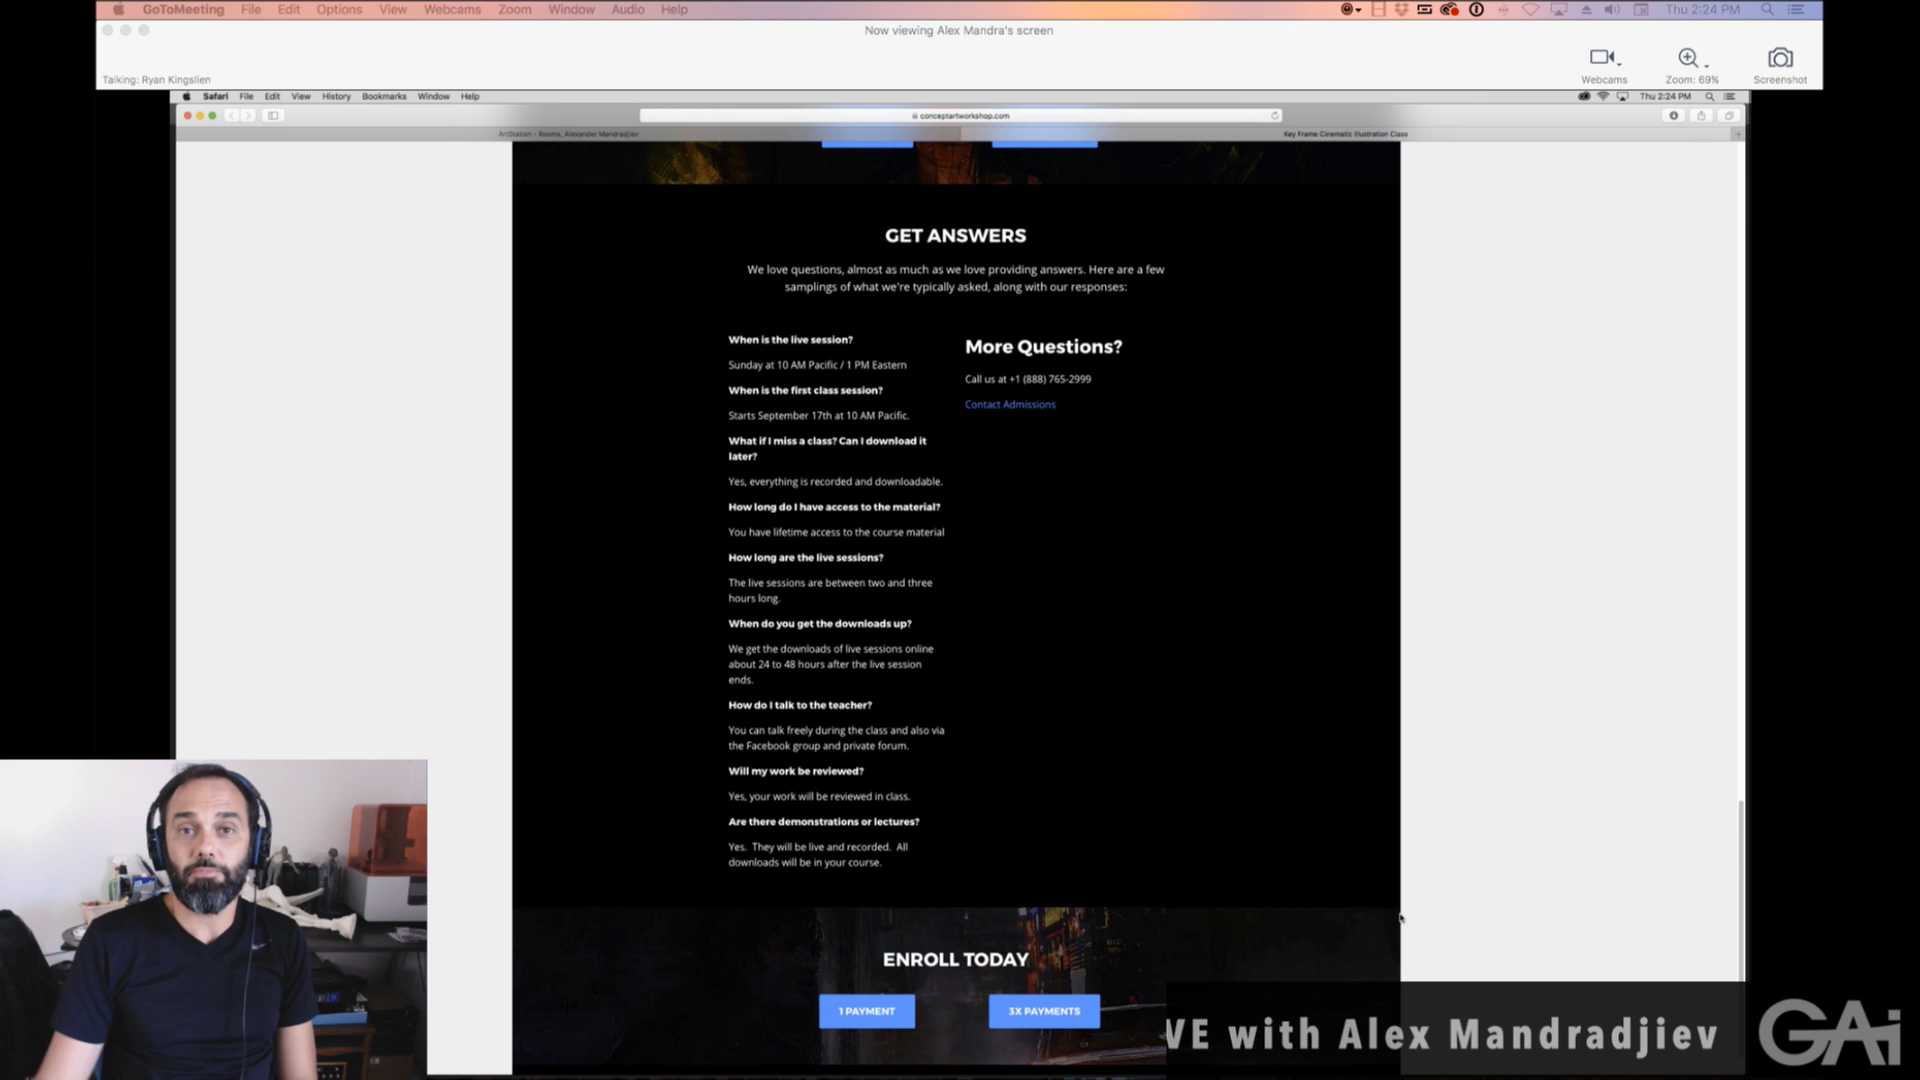 GoToMeeting File Edit Options View Webcams Zoom Window Audio Help Thu 2:24 PM
Now viewing Alex Mandra's screen
Talking: Ryan Kingslien
Webcams Zoom: 69% Screenshot
Safari File Edit View History Bookmarks Window Help Thu 2:24 PM
conceptartworkshop.com
ArtStation - Rooms, Alexander Mandradjiev Key Frame Cinematic Illustration Class
GET ANSWERS
We love questions, almost as much as we love providing answers. Here are a few
samplings of what we're typically asked, along with our responses:
When is the live session?
Sunday at 10 AM Pacific / 1 PM Eastern
When is the first class session?
Starts September 17th at 10 AM Pacific.
What if I miss a class? Can I download it
later?
Yes, everything is recorded and downloadable.
How long do I have access to the material?
You have lifetime access to the course material
How long are the live sessions?
The live sessions are between two and three
hours long.
When do you get the downloads up?
We get the downloads of live sessions online
about 24 to 48 hours after the live session
ends.
How do I talk to the teacher?
You can talk freely during the class and also via
the Facebook group and private forum.
Will my work be reviewed?
Yes, your work will be reviewed in class.
Are there demonstrations or lectures?
Yes. They will be live and recorded. All
downloads will be in your course.
More Questions?
Call us at +1 (888) 765-2999
Contact Admissions
ENROLL TODAY
1 PAYMENT 3X PAYMENTS
VE with Alex Mandradjiev
GAi